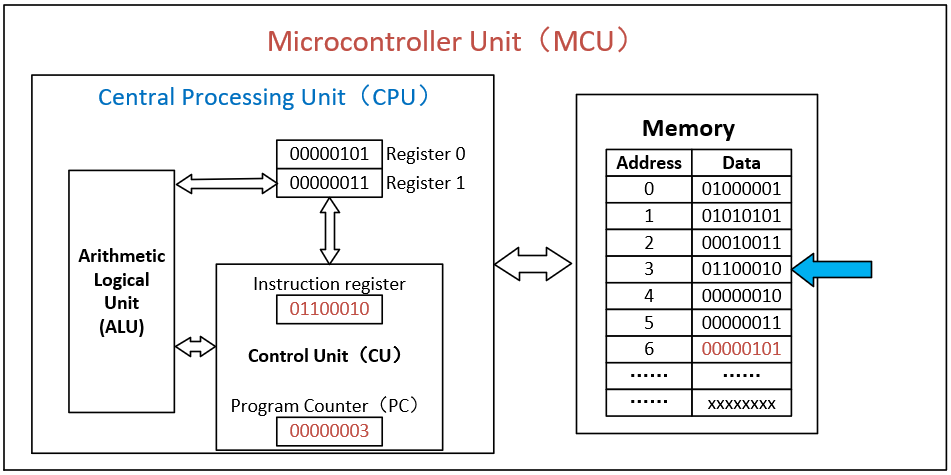 Microcontroller Unit（MCU）
Central Processing Unit（CPU）
00000101 Register 0
00000011 Register 1
Arithmetic
Logical
Unit
(ALU)
Instruction register
01100010
Control Unit（CU）
Program Counter（PC）
00000003
Memory
Address Data
0 01000001
1 01010101
2 00010011
3 01100010
4 00000010
5 00000011
6 00000101
…… ……
…… xxxxxxxx